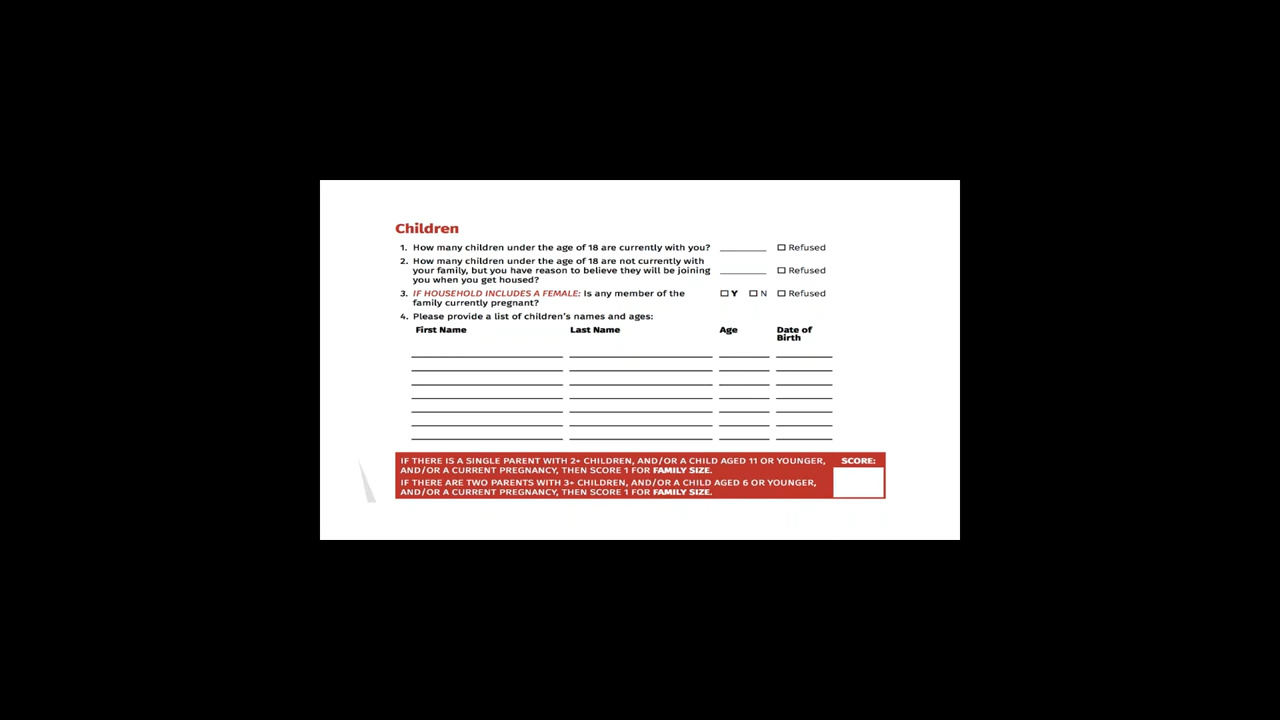 Children
1. How many children under the age of 18 are currently with you? ________ ☐ Refused
2. How many children under the age of 18 are not currently with
your family, but you have reason to believe they will be joining ________ ☐ Refused
you when you get housed?
3. IF HOUSEHOLD INCLUDES A FEMALE: Is any member of the ☐ Y ☐ N ☐ Refused
family currently pregnant?
4. Please provide a list of children's names and ages:
First Name Last Name Age Date of
Birth
IF THERE IS A SINGLE PARENT WITH 2+ CHILDREN, AND/OR A CHILD AGED 11 OR YOUNGER, SCORE:
AND/OR A CURRENT PREGNANCY, THEN SCORE 1 FOR FAMILY SIZE.
IF THERE ARE TWO PARENTS WITH 3+ CHILDREN, AND/OR A CHILD AGED 6 OR YOUNGER,
AND/OR A CURRENT PREGNANCY, THEN SCORE 1 FOR FAMILY SIZE.